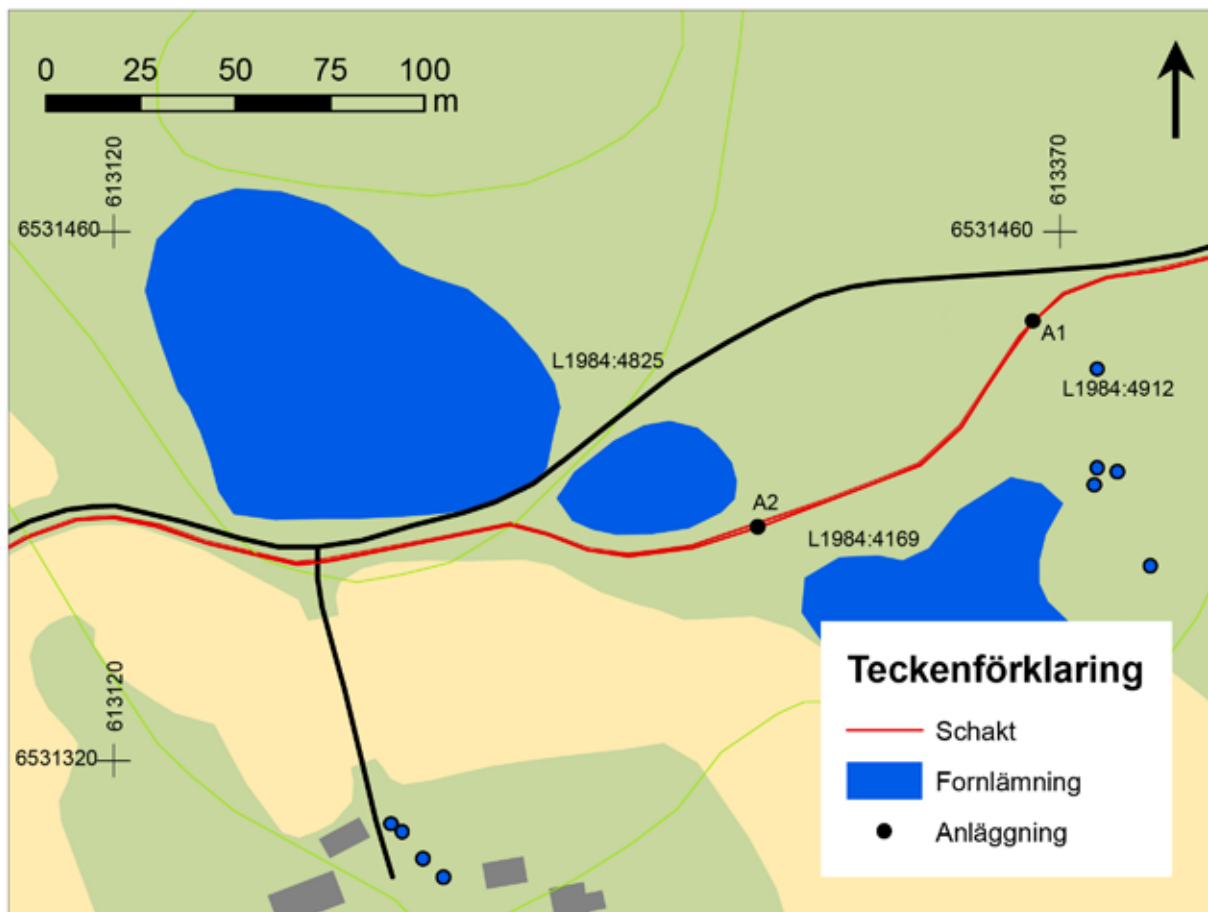 0 25 50 75 100
m
613120
613370
6531460
6531460
A1
L1984:4825
L1984:4912
A2
L1984:4169
613120
6531320
Teckenförklaring
Schakt
Fornlämning
Anläggning